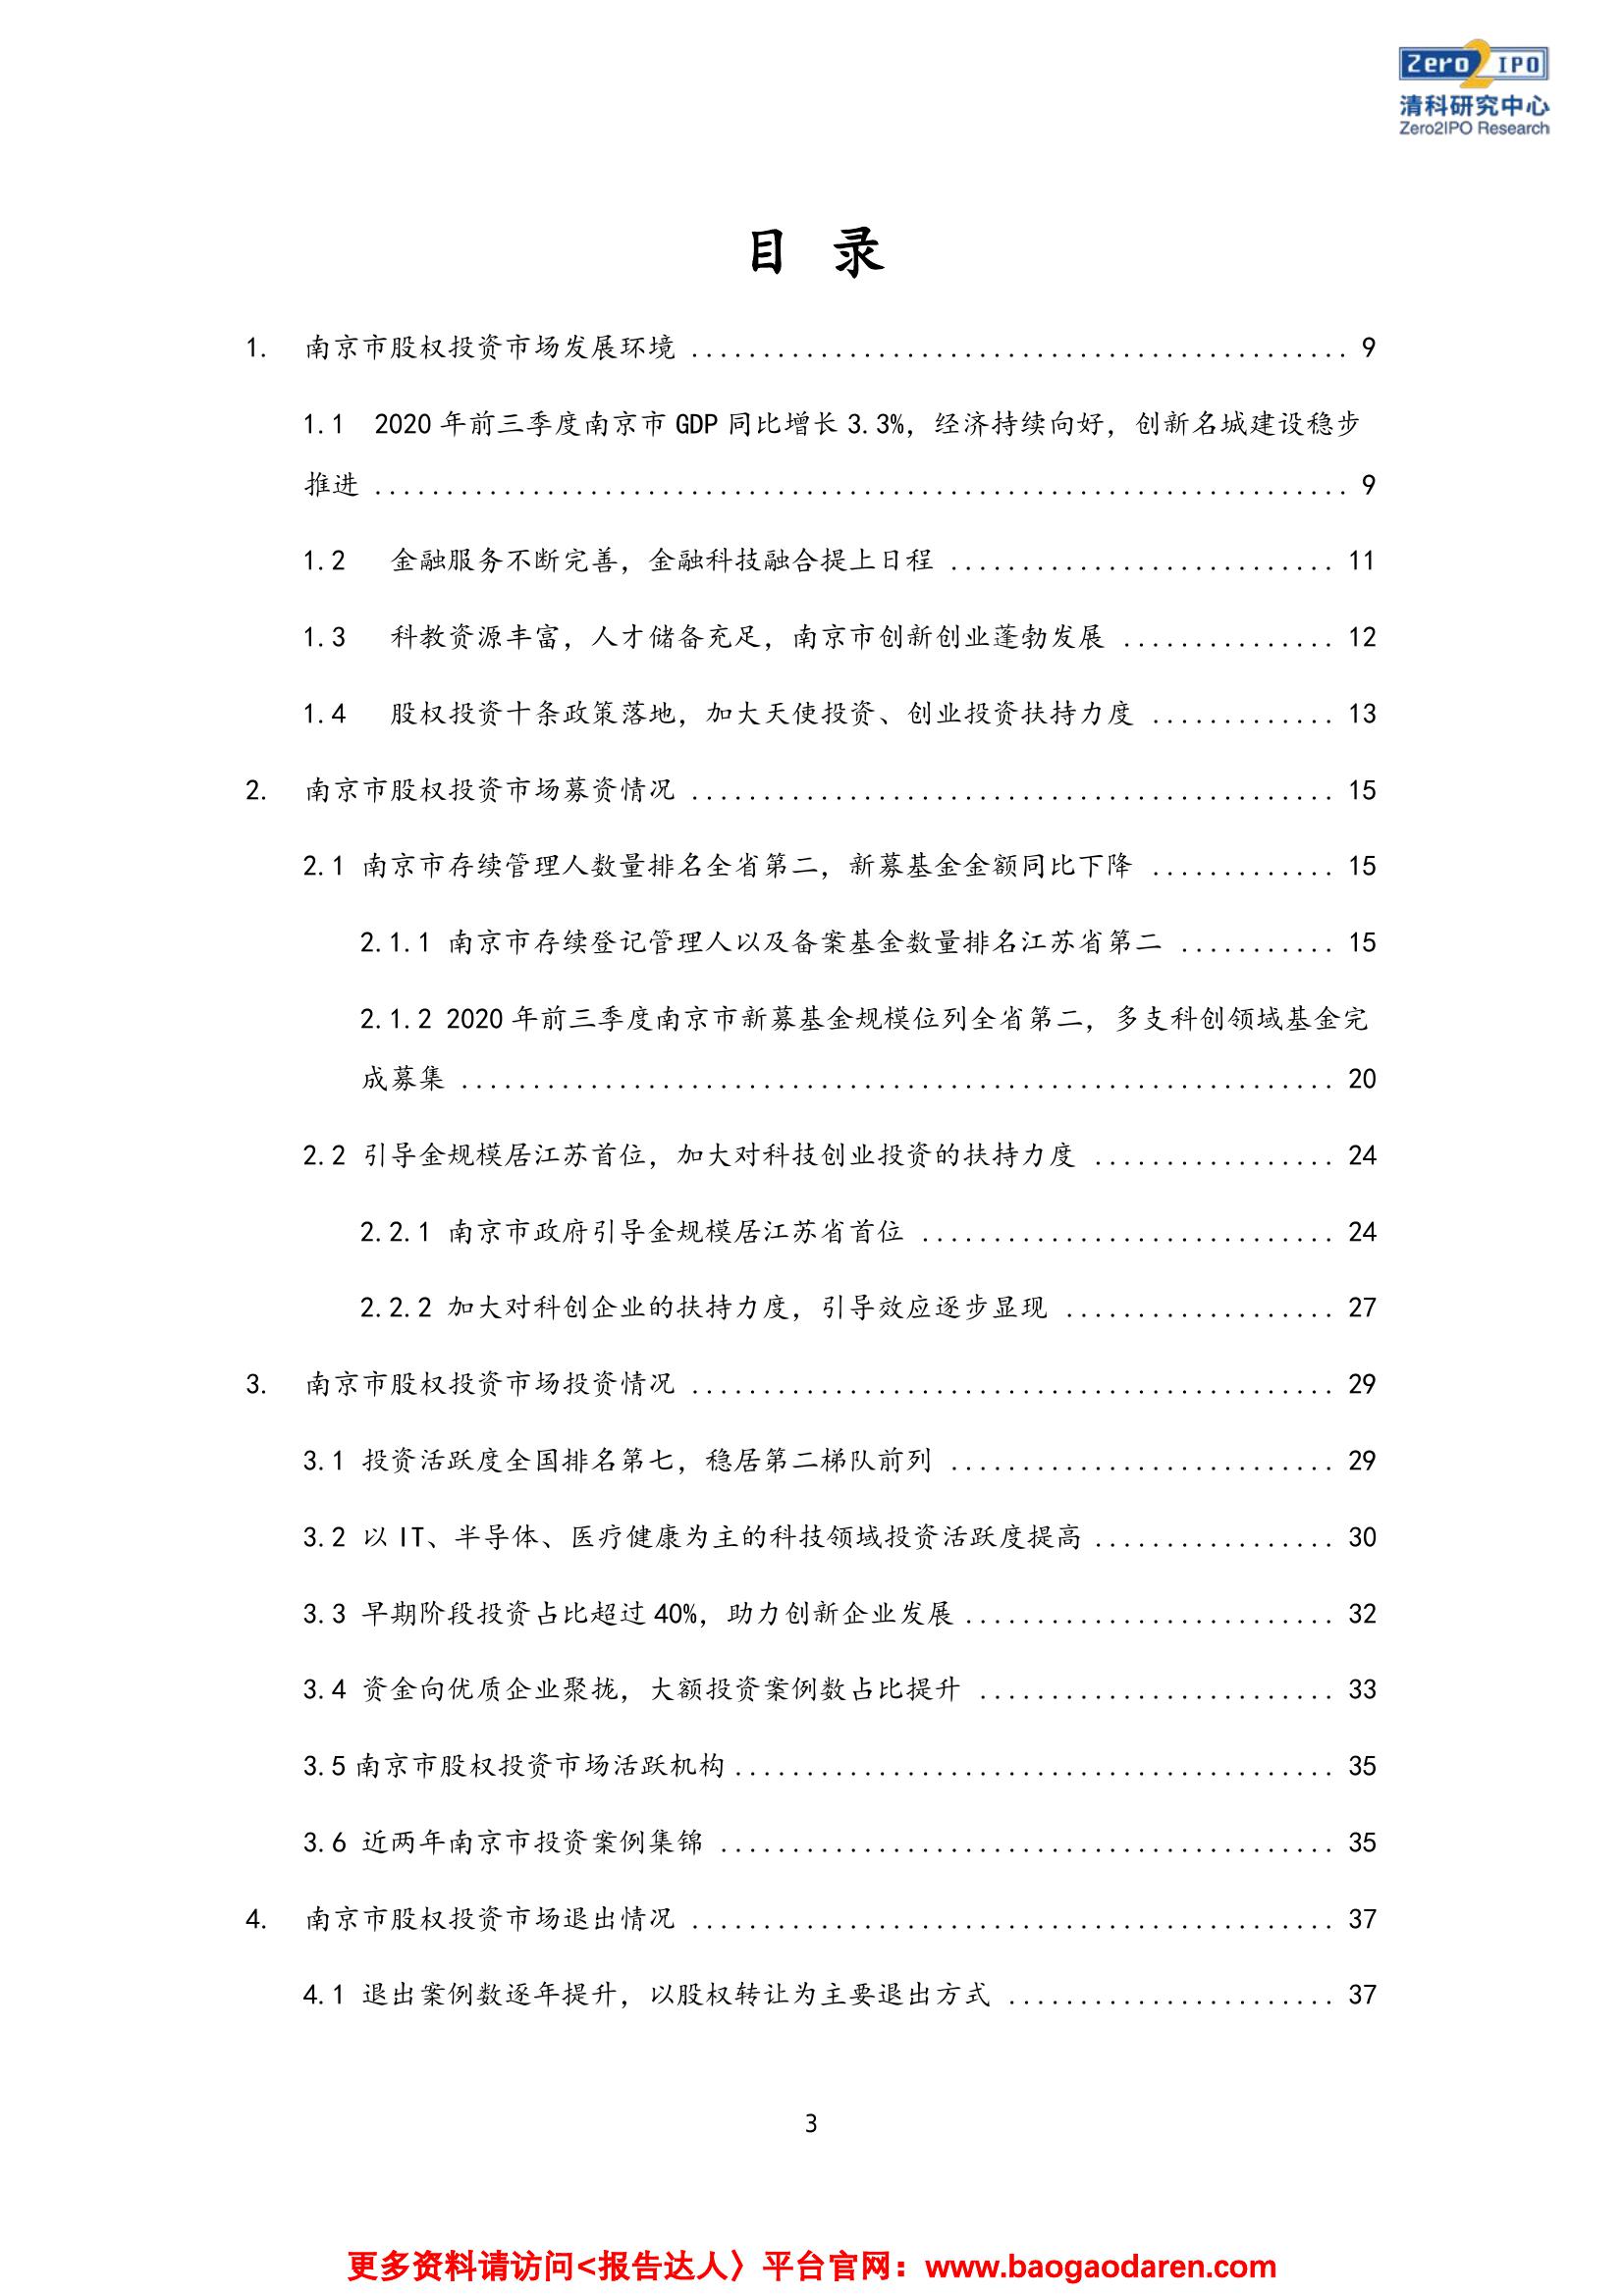 Zero2IPO
清科研究中心
Zero2IPO Research
目 录
1. 南京市股权投资市场发展环境 .............................................. 9
1.1 2020 年前三季度南京市 GDP 同比增长 3.3%，经济持续向好，创新名城建设稳步
推进 .................................................................... 9
1.2 金融服务不断完善，金融科技融合提上日程 ........................... 11
1.3 科教资源丰富，人才储备充足，南京市创新创业蓬勃发展 ............... 12
1.4 股权投资十条政策落地，加大天使投资、创业投资扶持力度 ............. 13
2. 南京市股权投资市场募资情况 ............................................. 15
2.1 南京市存续管理人数量排名全省第二，新募基金金额同比下降 ............. 15
2.1.1 南京市存续登记管理人以及备案基金数量排名江苏省第二 ........... 15
2.1.2 2020 年前三季度南京市新募基金规模位列全省第二，多支科创领域基金完
成募集 ............................................................. 20
2.2 引导金规模居江苏首位，加大对科技创业投资的扶持力度 ................. 24
2.2.1 南京市政府引导金规模居江苏省首位 ............................. 24
2.2.2 加大对科创企业的扶持力度，引导效应逐步显现 ................... 27
3. 南京市股权投资市场投资情况 ............................................. 29
3.1 投资活跃度全国排名第七，稳居第二梯队前列 ........................... 29
3.2 以 IT、半导体、医疗健康为主的科技领域投资活跃度提高 ................. 30
3.3 早期阶段投资占比超过 40%，助力创新企业发展 .......................... 32
3.4 资金向优质企业聚拢，大额投资案例数占比提升 ......................... 33
3.5 南京市股权投资市场活跃机构 .......................................... 35
3.6 近两年南京市投资案例集锦 ........................................... 35
4. 南京市股权投资市场退出情况 ............................................. 37
4.1 退出案例数逐年提升，以股权转让为主要退出方式 ....................... 37
3
更多资料请访问<报告达人〉平台官网：www.baogaodaren.com